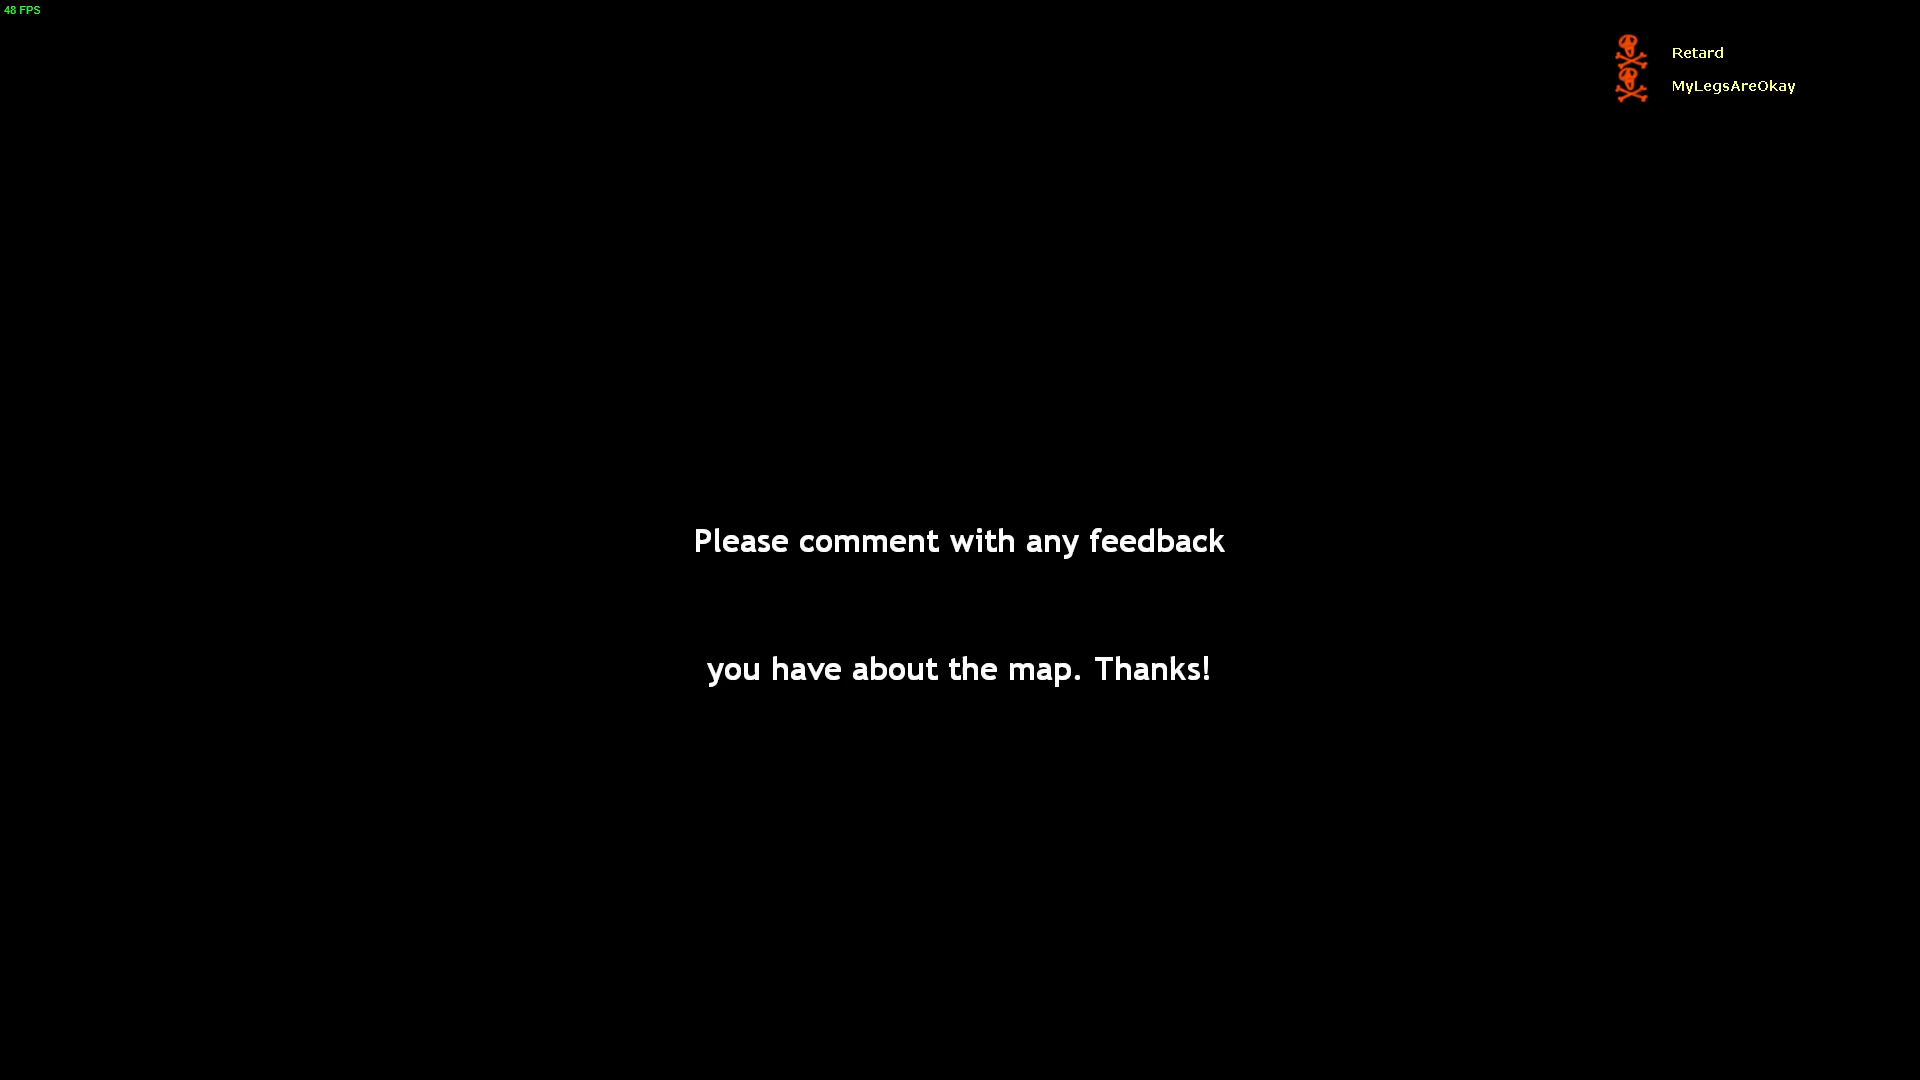 48 FPS
Retard
MyLegsAreOkay
Please comment with any feedback
you have about the map. Thanks!